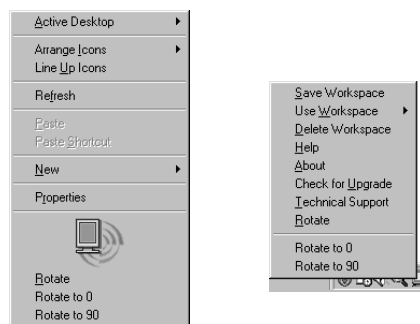 Active Desktop
Arrange Icons
Line Up Icons
Refresh
Paste
Paste Shortcut
New
Properties
Rotate
Rotate to 0
Rotate to 90
Save Workspace
Use Workspace
Delete Workspace
Help
About
Check for Upgrade
Technical Support
Rotate
Rotate to 0
Rotate to 90